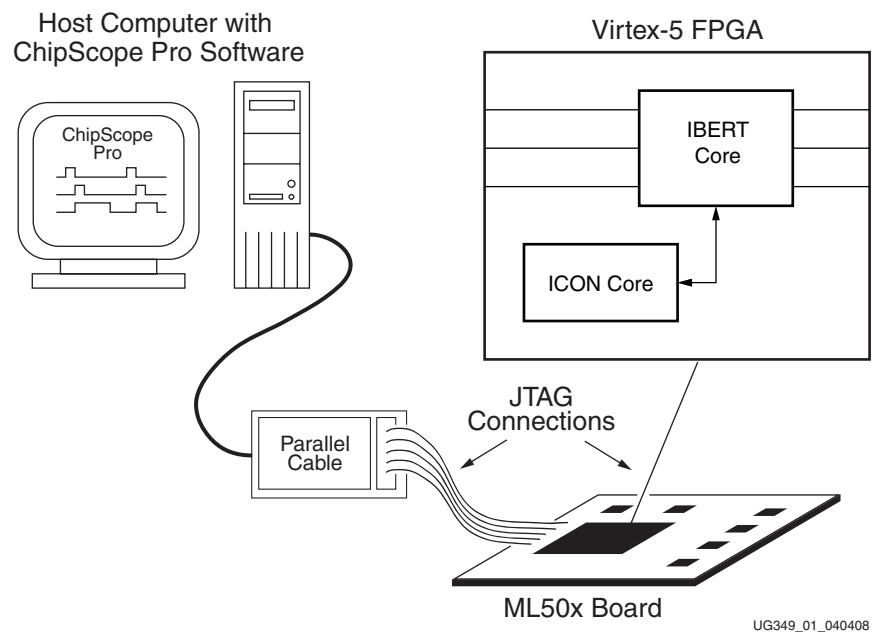 Host Computer with
ChipScope Pro Software
Virtex-5 FPGA
ChipScope
Pro
IBERT
Core
ICON Core
JTAG
Connections
Parallel
Cable
ML50x Board
UG349_01_040408